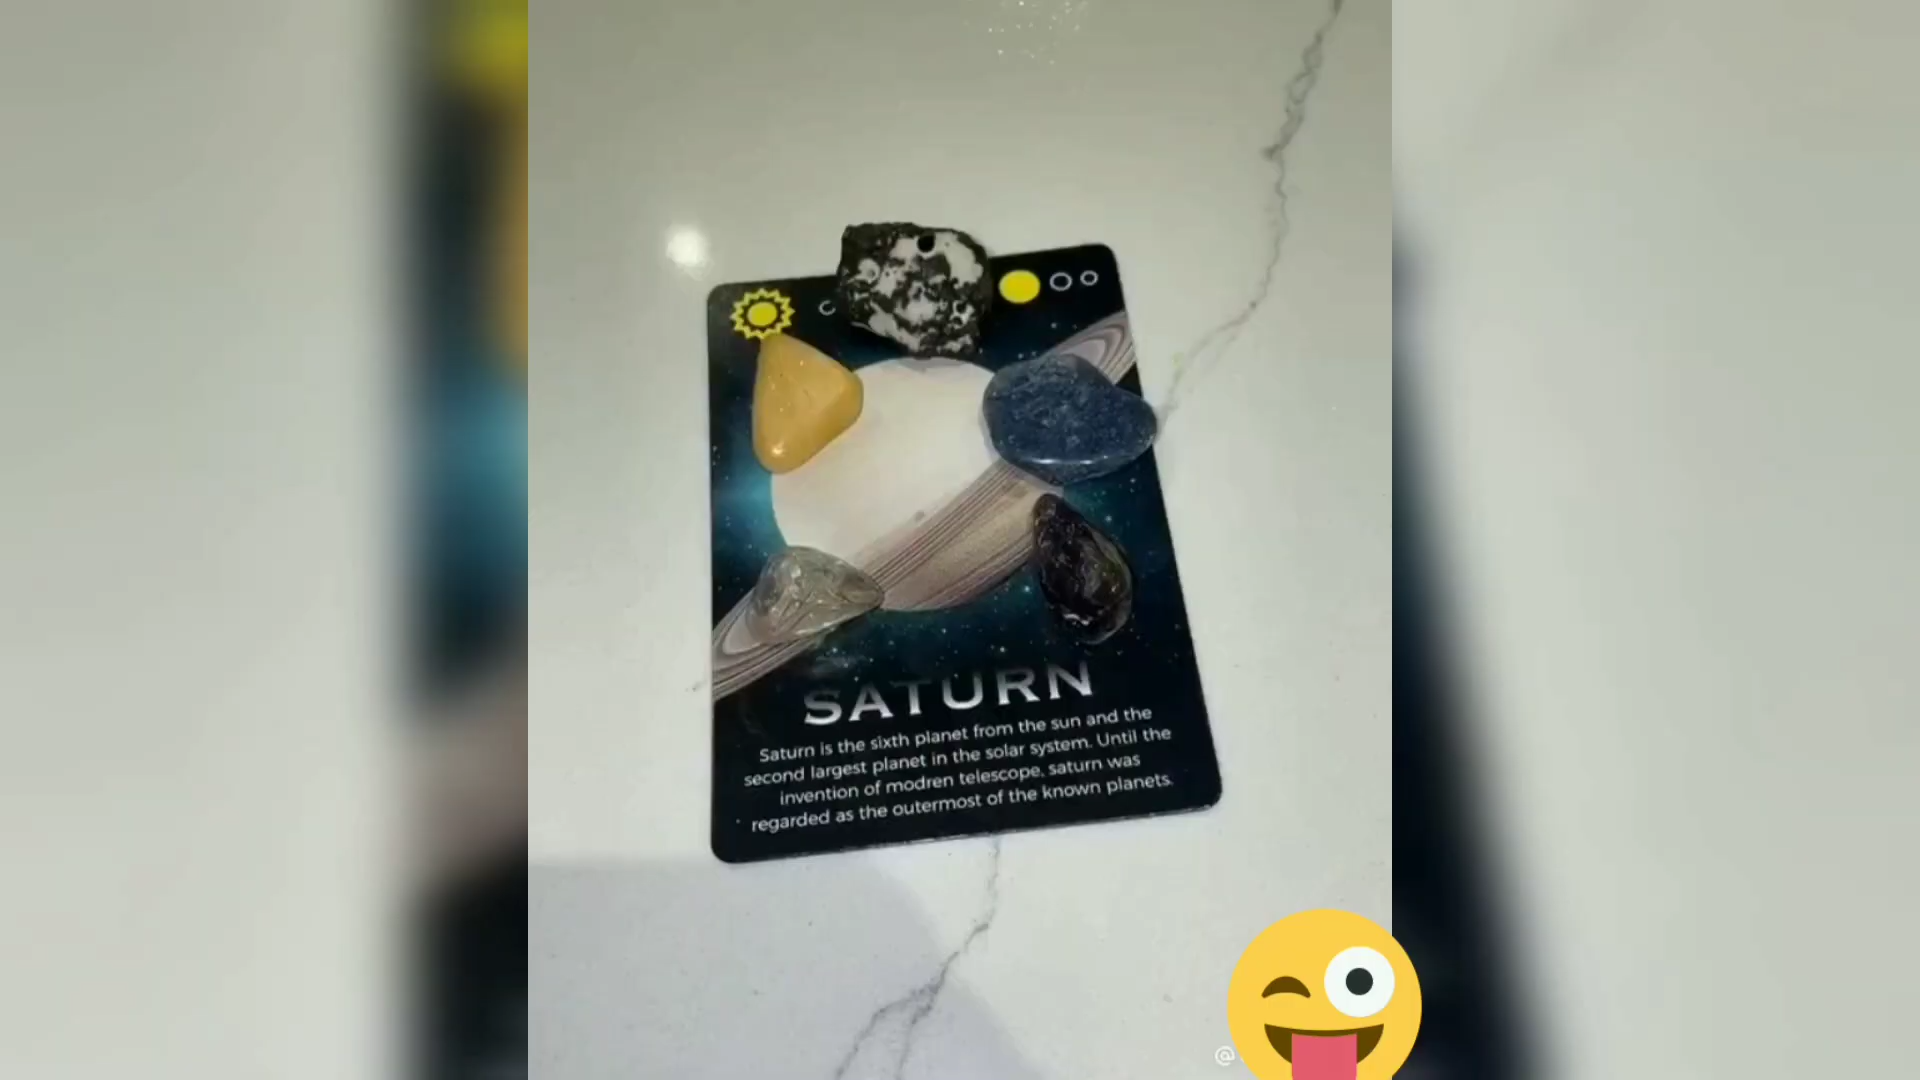 SATURN
Saturn is the sixth planet from the sun and the
second largest planet in the solar system. Until the
invention of modren telescope, saturn was
regarded as the outermost of the known planets.
@